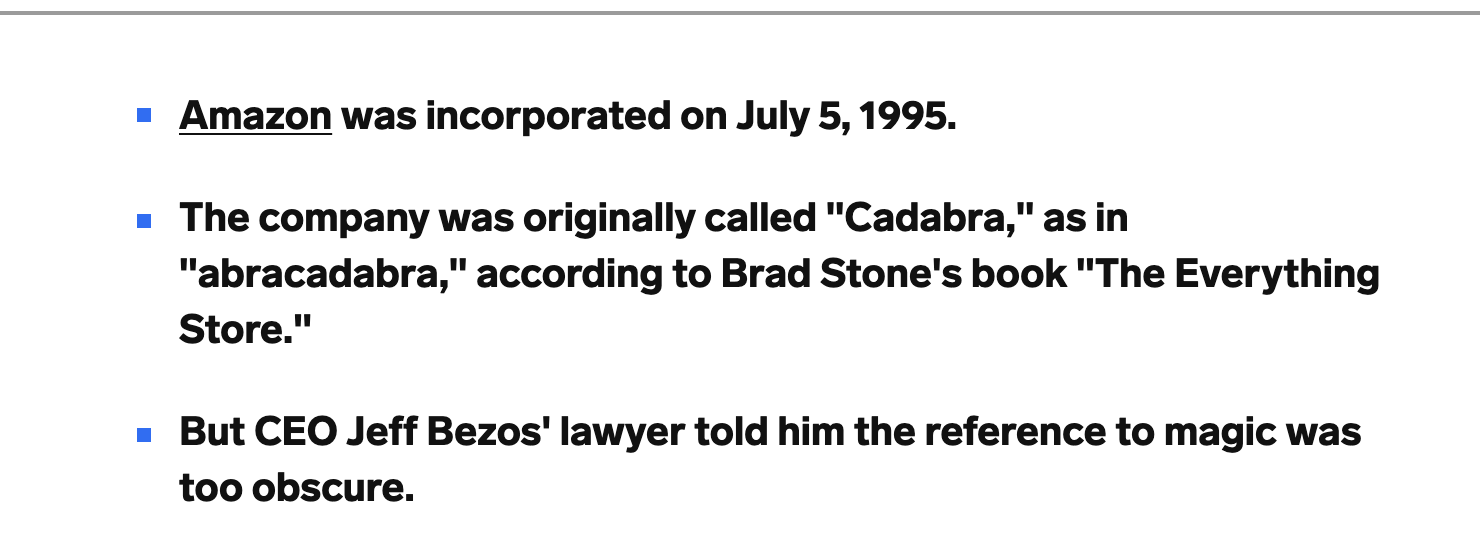 Amazon was incorporated on July 5, 1995.
The company was originally called "Cadabra," as in
"abracadabra," according to Brad Stone's book "The Everything
Store."
But CEO Jeff Bezos' lawyer told him the reference to magic was
too obscure.